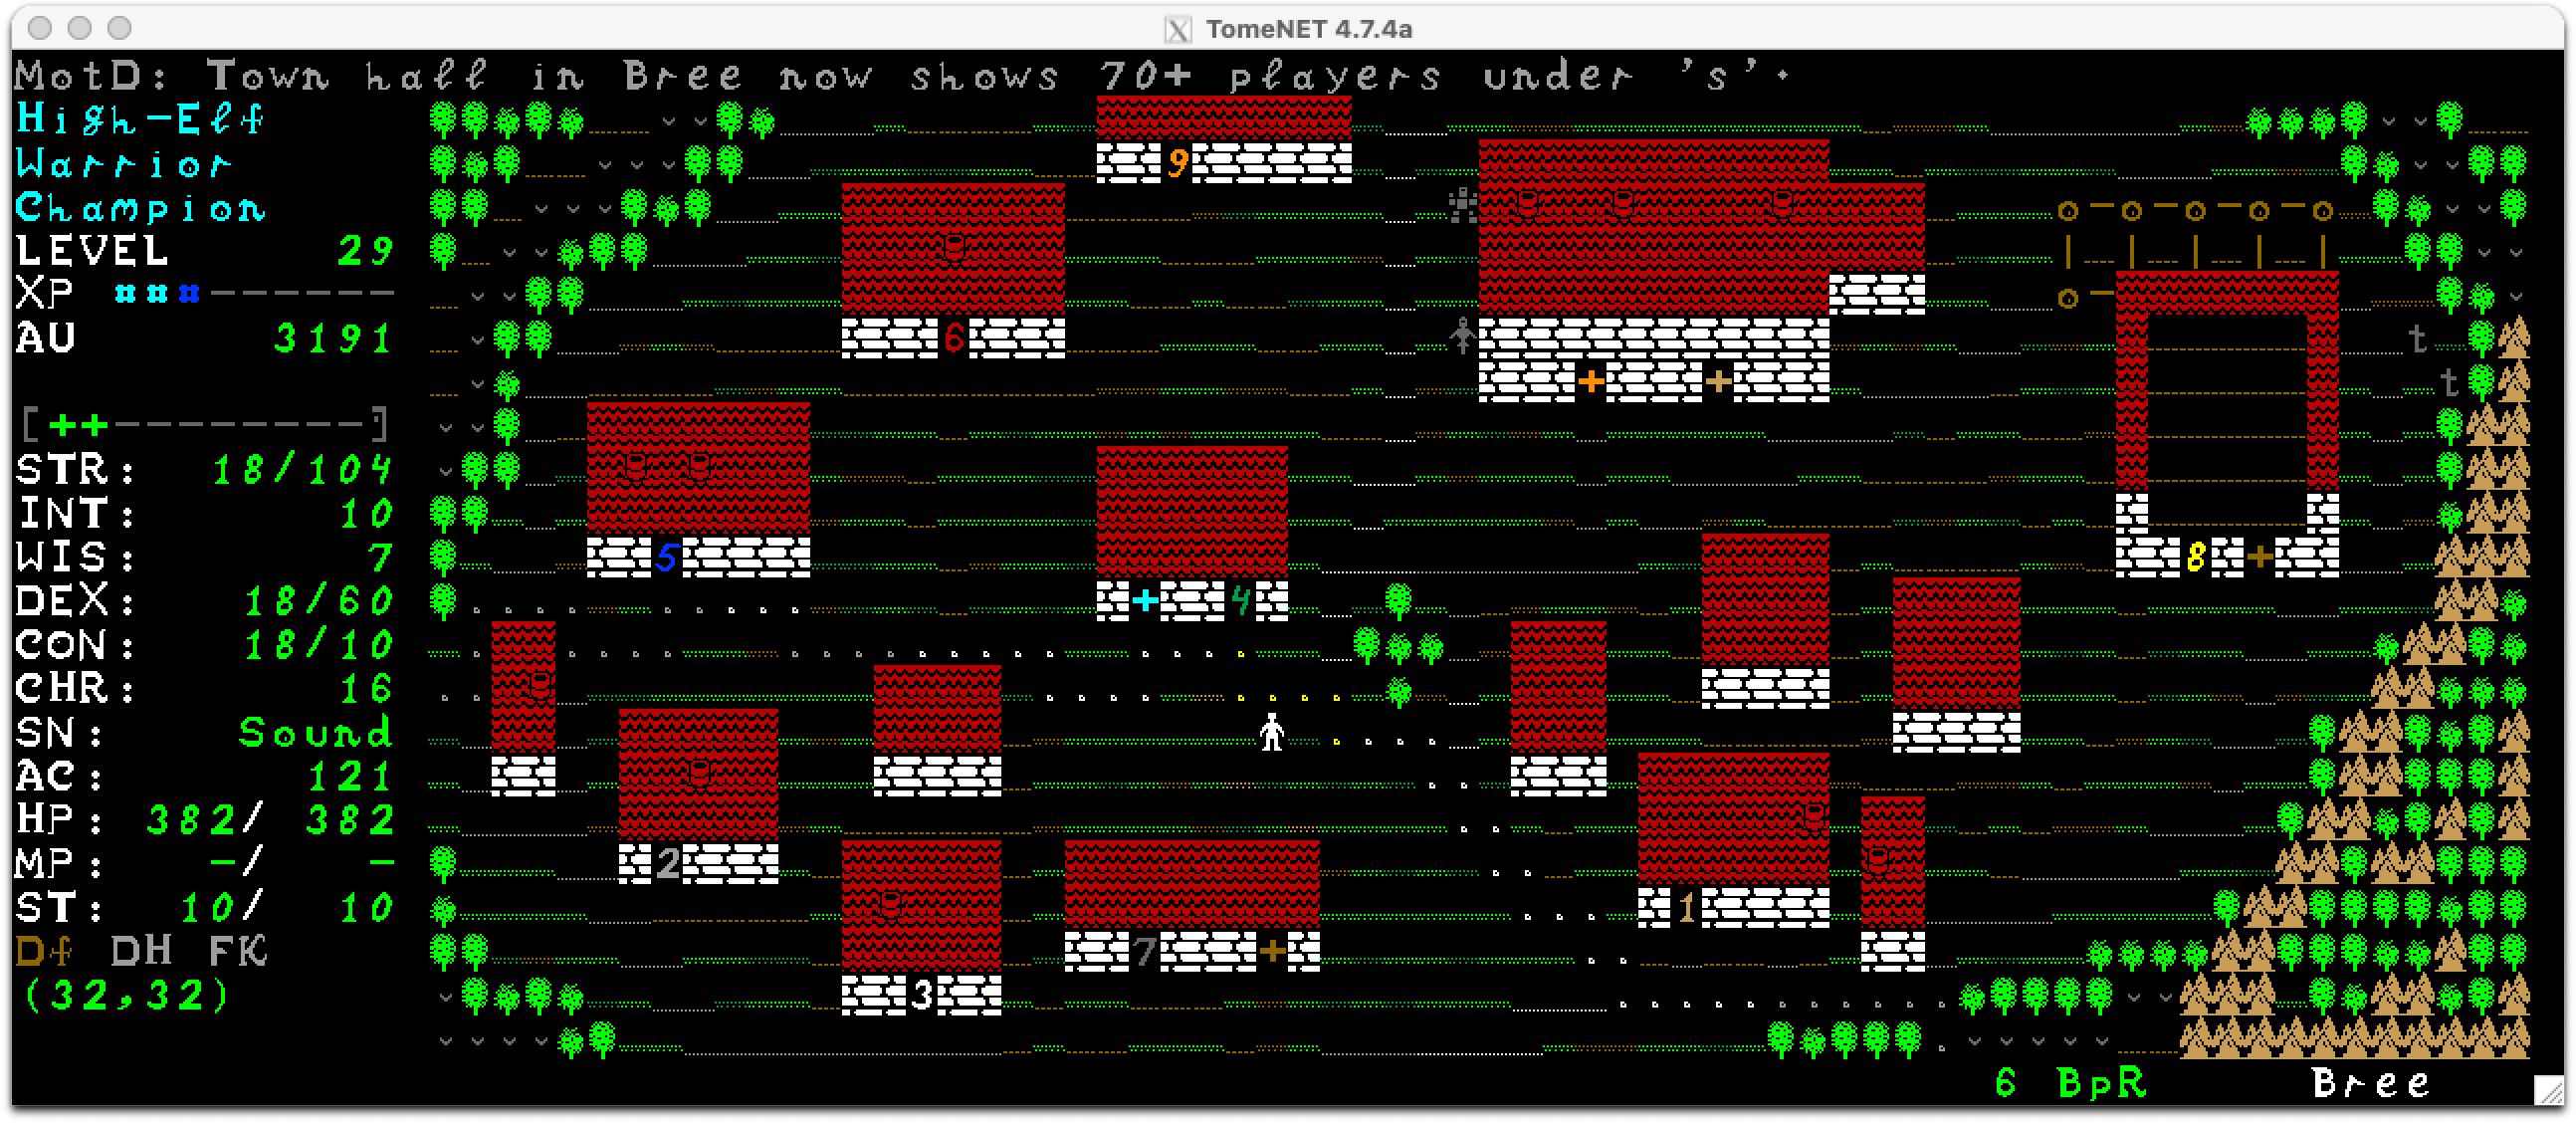 TomeNET 4.7.4a
MotD: Town hall in Bree now shows 70+ players under 's'.
High-Elf
Warrior
Champion
LEVEL 29
XP ###------
AU 3191
[++--------]
STR: 18/104
INT: 10
WIS: 7
DEX: 18/60
CON: 18/10
CHR: 16
SN: Sound
AC: 121
HP: 382/ 382
MP: -/ -
ST: 10/ 10
Df DH FK
(32,32)
9
6
t
+ +
t
5
8 +
+ 4
2
1
7 +
3
6 BpR Bree